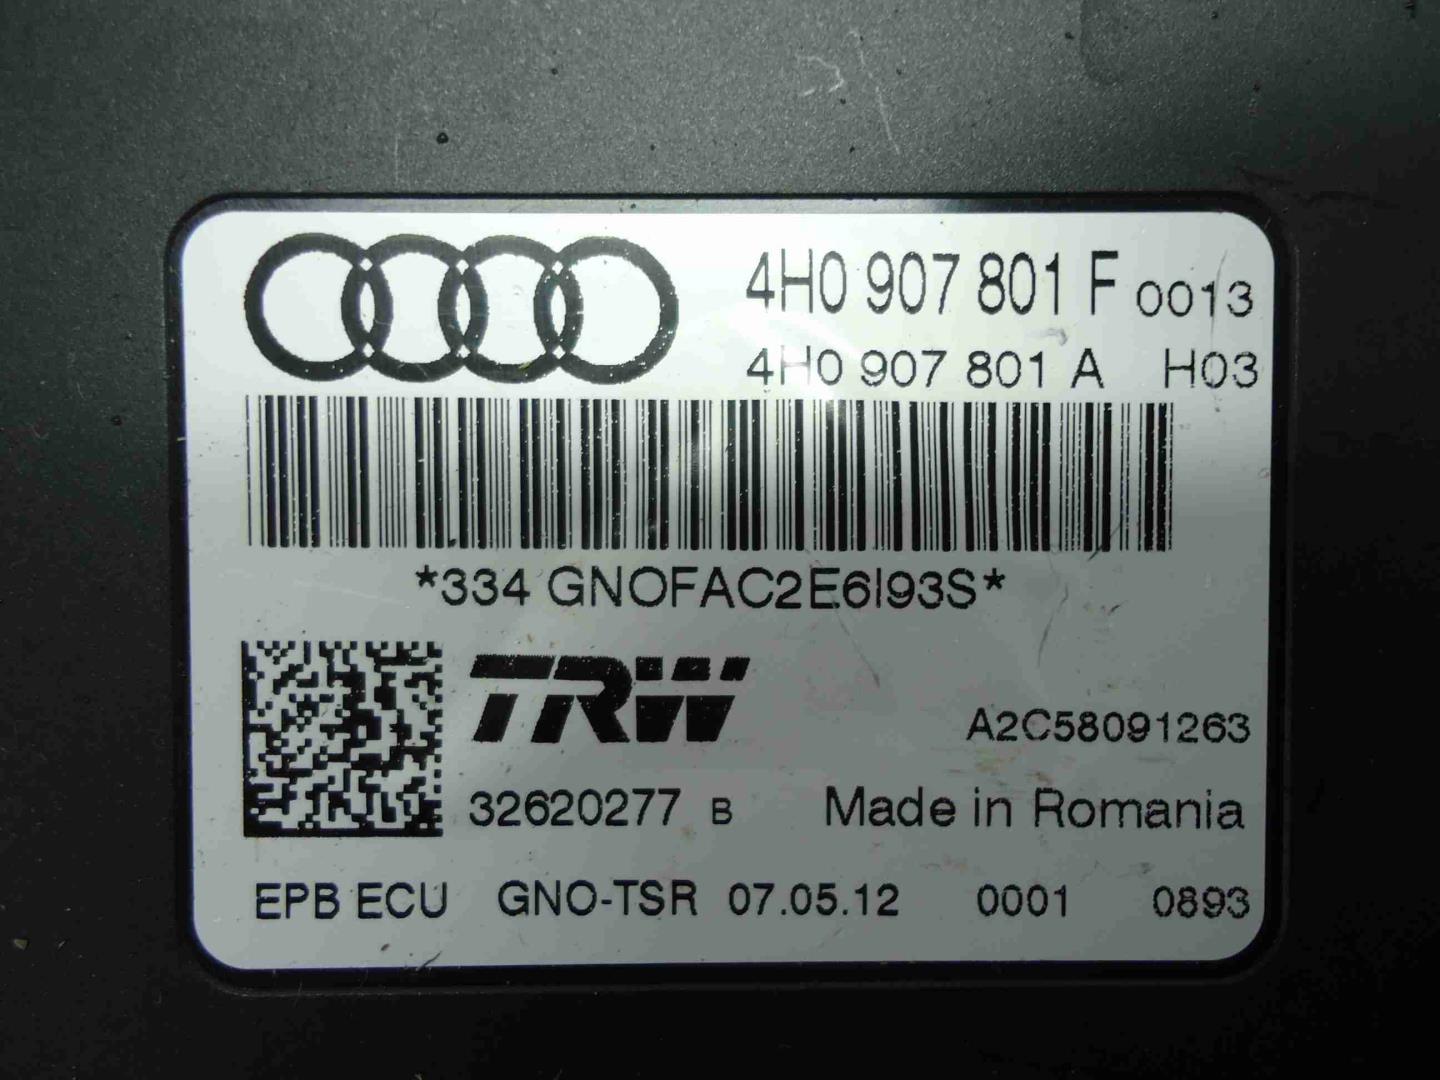 4H0 907 801 F 0013
4H0 907 801 A H03
*334 GNOFAC2E6I93S*
TRW
A2C58091263
32620277 B Made in Romania
EPB ECU GNO-TSR 07.05.12 0001 0893